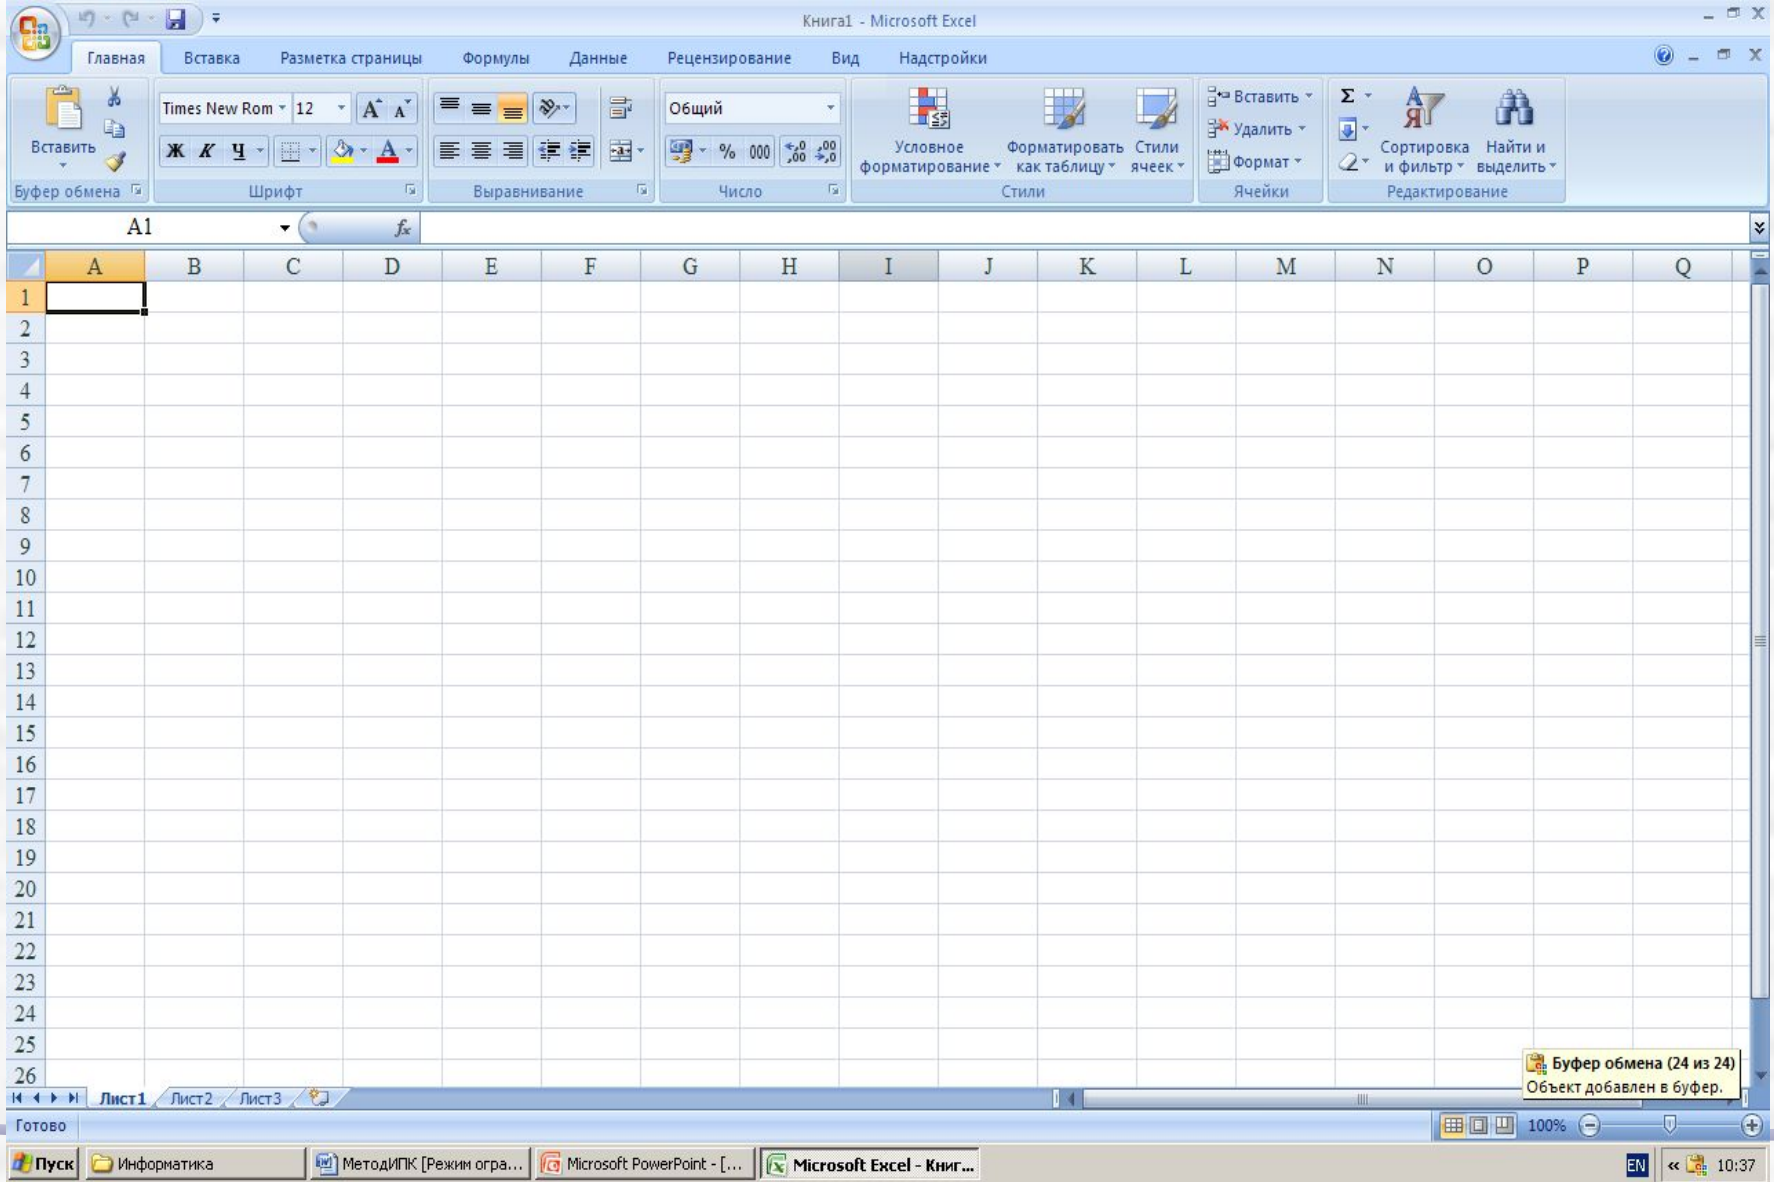 Книга1 - Microsoft Excel
Главная Вставка Разметка страницы Формулы Данные Рецензирование Вид Надстройки
Вставить
Буфер обмена
Times New Rom 12
Ж К Ч
Шрифт
Выравнивание
Общий
% 000 ,00 ,0
Число
Условное форматирование
Форматировать как таблицу
Стили ячеек
Стили
Вставить
Удалить
Формат
Ячейки
Σ
Сортировка и фильтр
Найти и выделить
Редактирование
A1 fx
A B C D E F G H I J K L M N O P Q
1
2
3
4
5
6
7
8
9
10
11
12
13
14
15
16
17
18
19
20
21
22
23
24
25
26
Буфер обмена (24 из 24)
Объект добавлен в буфер.
Лист1 Лист2 Лист3
Готово 100%
Пуск Информатика МетодИПК [Режим огра... Microsoft PowerPoint - [... Microsoft Excel - Книг... EN « 10:37